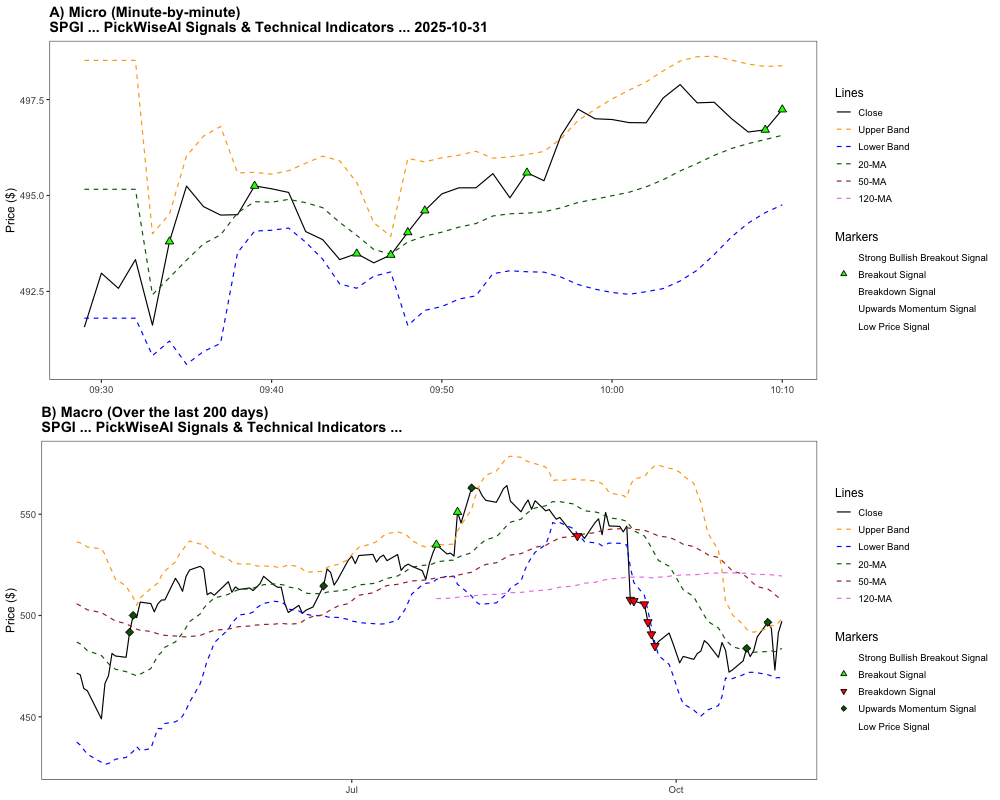 A) Micro (Minute-by-minute)
SPGI ... PickWiseAI Signals & Technical Indicators ... 2025-10-31
Price ($)
497.5
495.0
492.5
09:30
09:40
09:50
10:00
10:10
Lines
Close
Upper Band
Lower Band
20-MA
50-MA
120-MA
Markers
Strong Bullish Breakout Signal
Breakout Signal
Breakdown Signal
Upwards Momentum Signal
Low Price Signal
B) Macro (Over the last 200 days)
SPGI ... PickWiseAI Signals & Technical Indicators ...
Price ($)
550
500
450
Jul
Oct
Lines
Close
Upper Band
Lower Band
20-MA
50-MA
120-MA
Markers
Strong Bullish Breakout Signal
Breakout Signal
Breakdown Signal
Upwards Momentum Signal
Low Price Signal